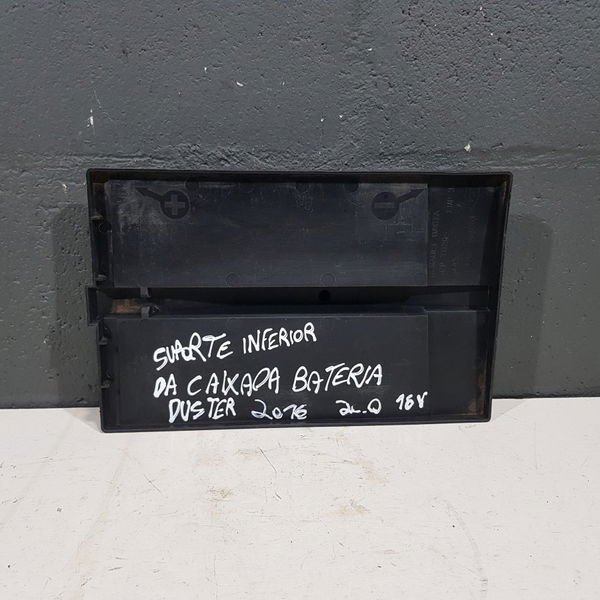 SUPORTE INFERIOR
DA CAIXA DA BATERIA
DUSTER 2016 2.0 16V